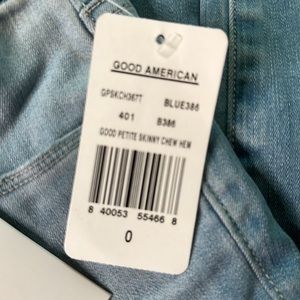 GOOD AMERICAN
GPSKCH367T BLUE386
401 B386
GOOD PETITE SKINNY CHEW HEM
8 40053 55466 8
0